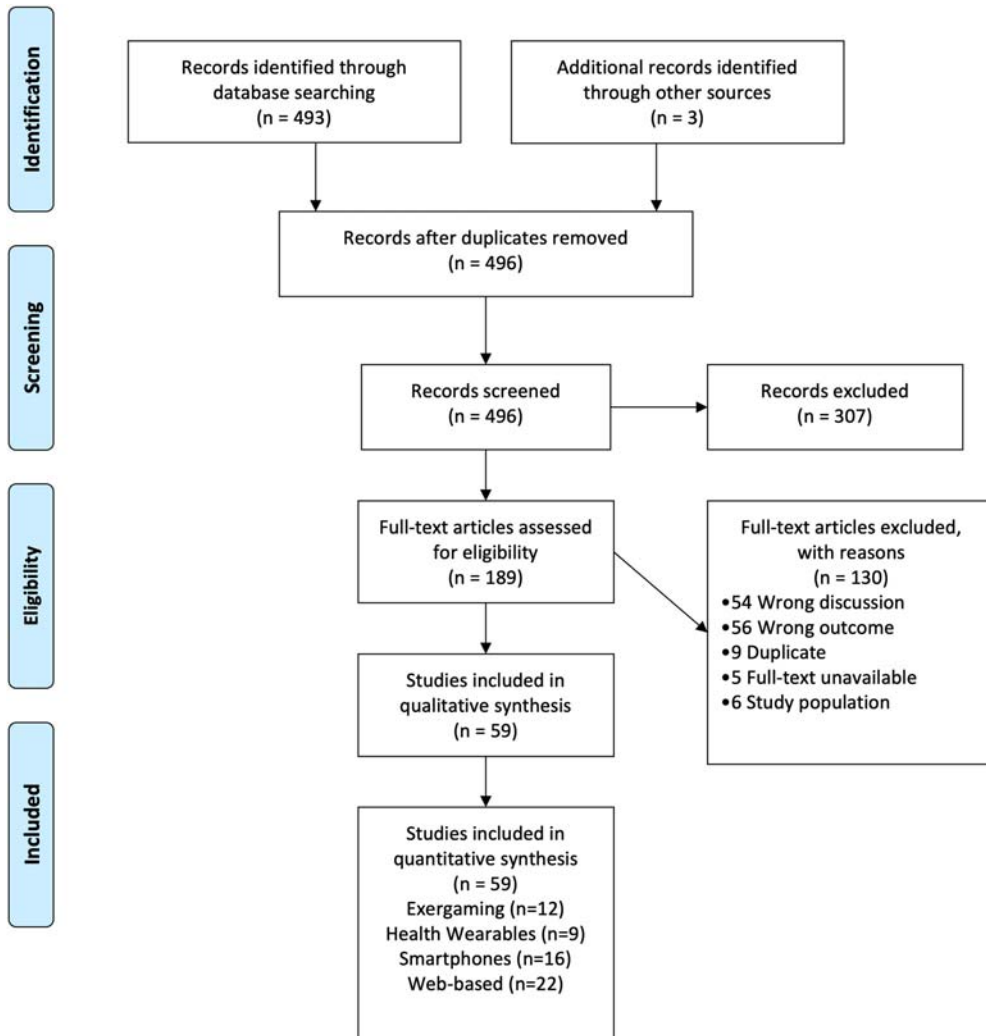 Identification
Records identified through
database searching
(n = 493)
Additional records identified
through other sources
(n = 3)
Records after duplicates removed
(n = 496)
Screening
Records screened
(n = 496)
Records excluded
(n = 307)
Eligibility
Full-text articles assessed
for eligibility
(n = 189)
Full-text articles excluded,
with reasons
(n = 130)
•54 Wrong discussion
•56 Wrong outcome
•9 Duplicate
•5 Full-text unavailable
•6 Study population
Studies included in
qualitative synthesis
(n = 59)
Included
Studies included in
quantitative synthesis
(n = 59)
Exergaming (n=12)
Health Wearables (n=9)
Smartphones (n=16)
Web-based (n=22)